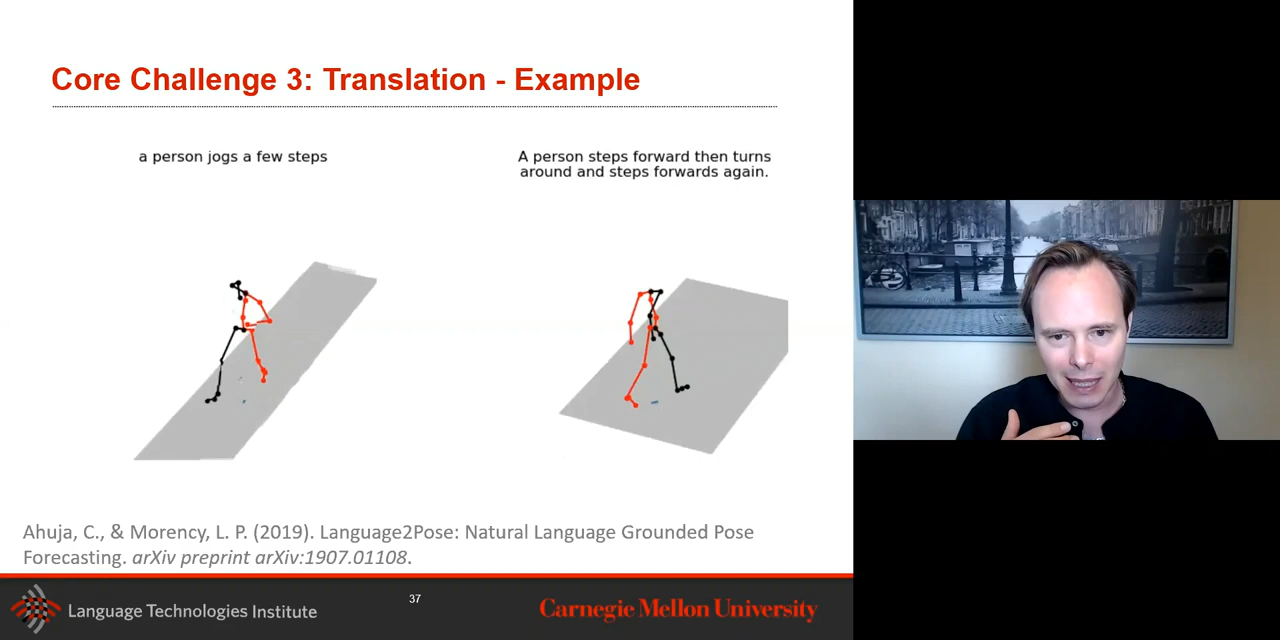 Core Challenge 3: Translation - Example
a person jogs a few steps
A person steps forward then turns
around and steps forwards again.
Ahuja, C., & Morency, L. P. (2019). Language2Pose: Natural Language Grounded Pose
Forecasting. arXiv preprint arXiv:1907.01108.
Language Technologies Institute
37
Carnegie Mellon University